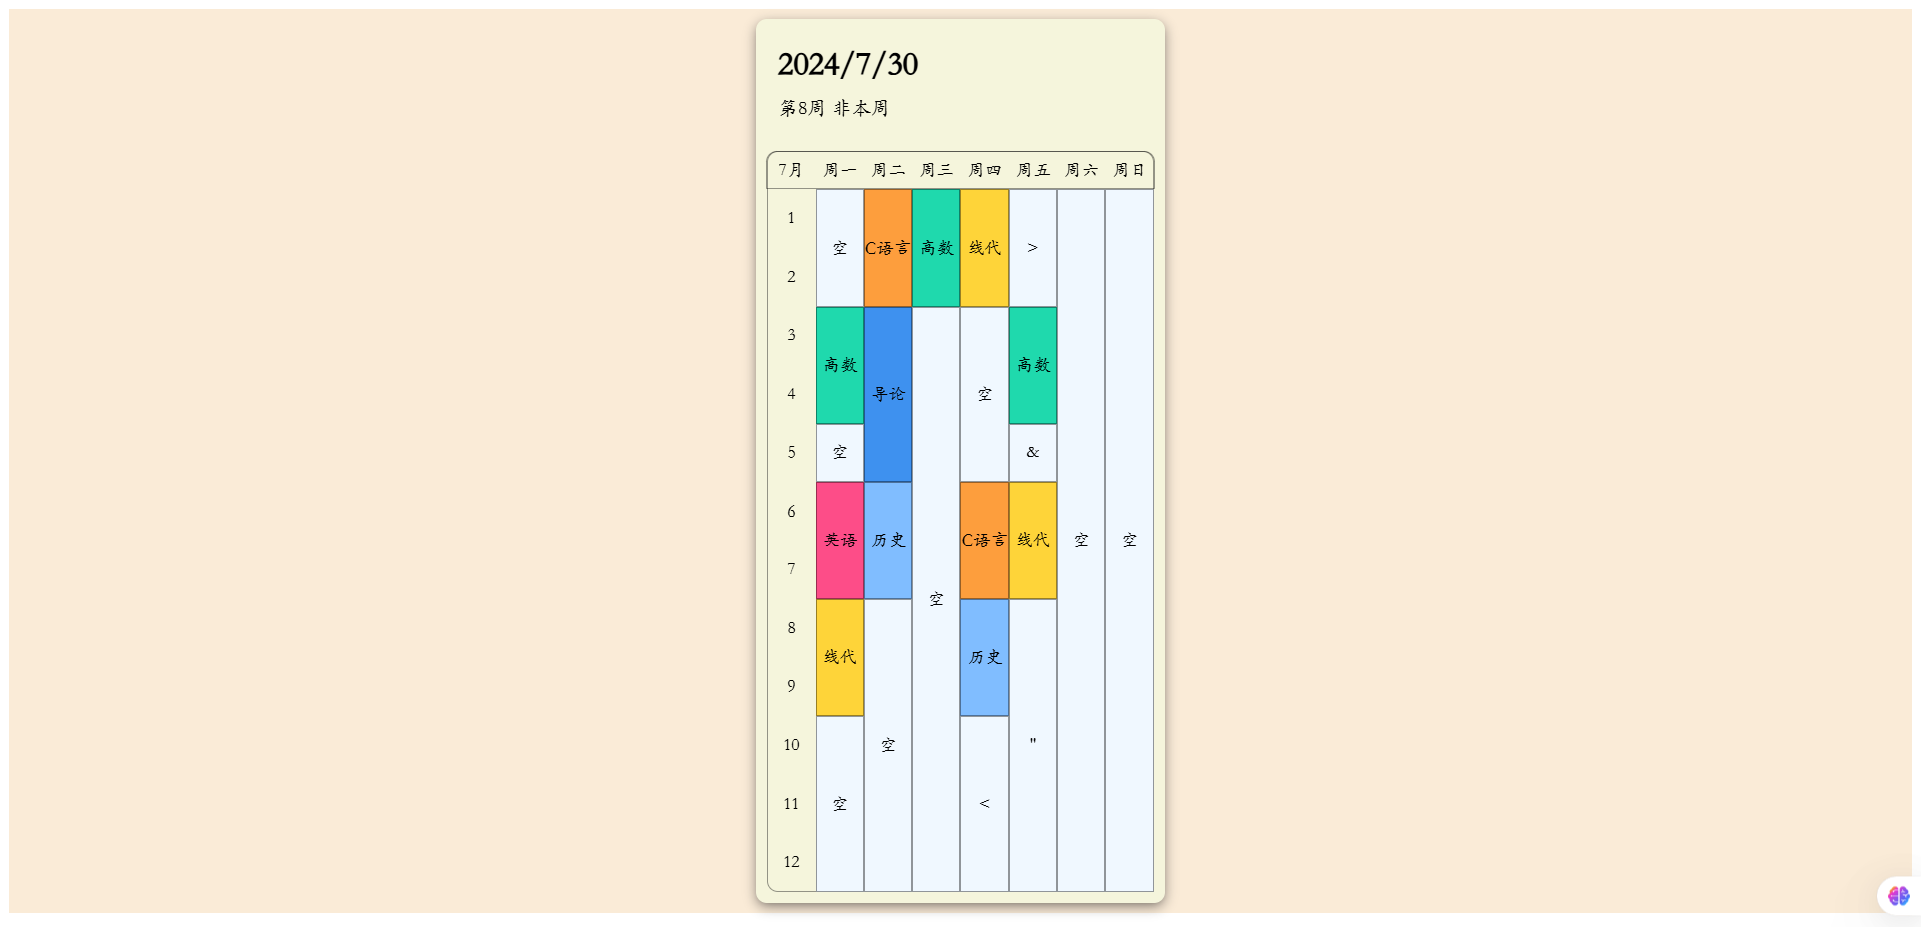 2024/7/30
第8周 非本周
7月 周一 周二 周三 周四 周五 周六 周日
1
空 C语言 高数 线代 >
2
3
高数 高数
4 导论 空
5 空 &
6
英语 历史 C语言 线代 空 空
7
空
8
线代 历史
9
10 空 "
11 空 <
12